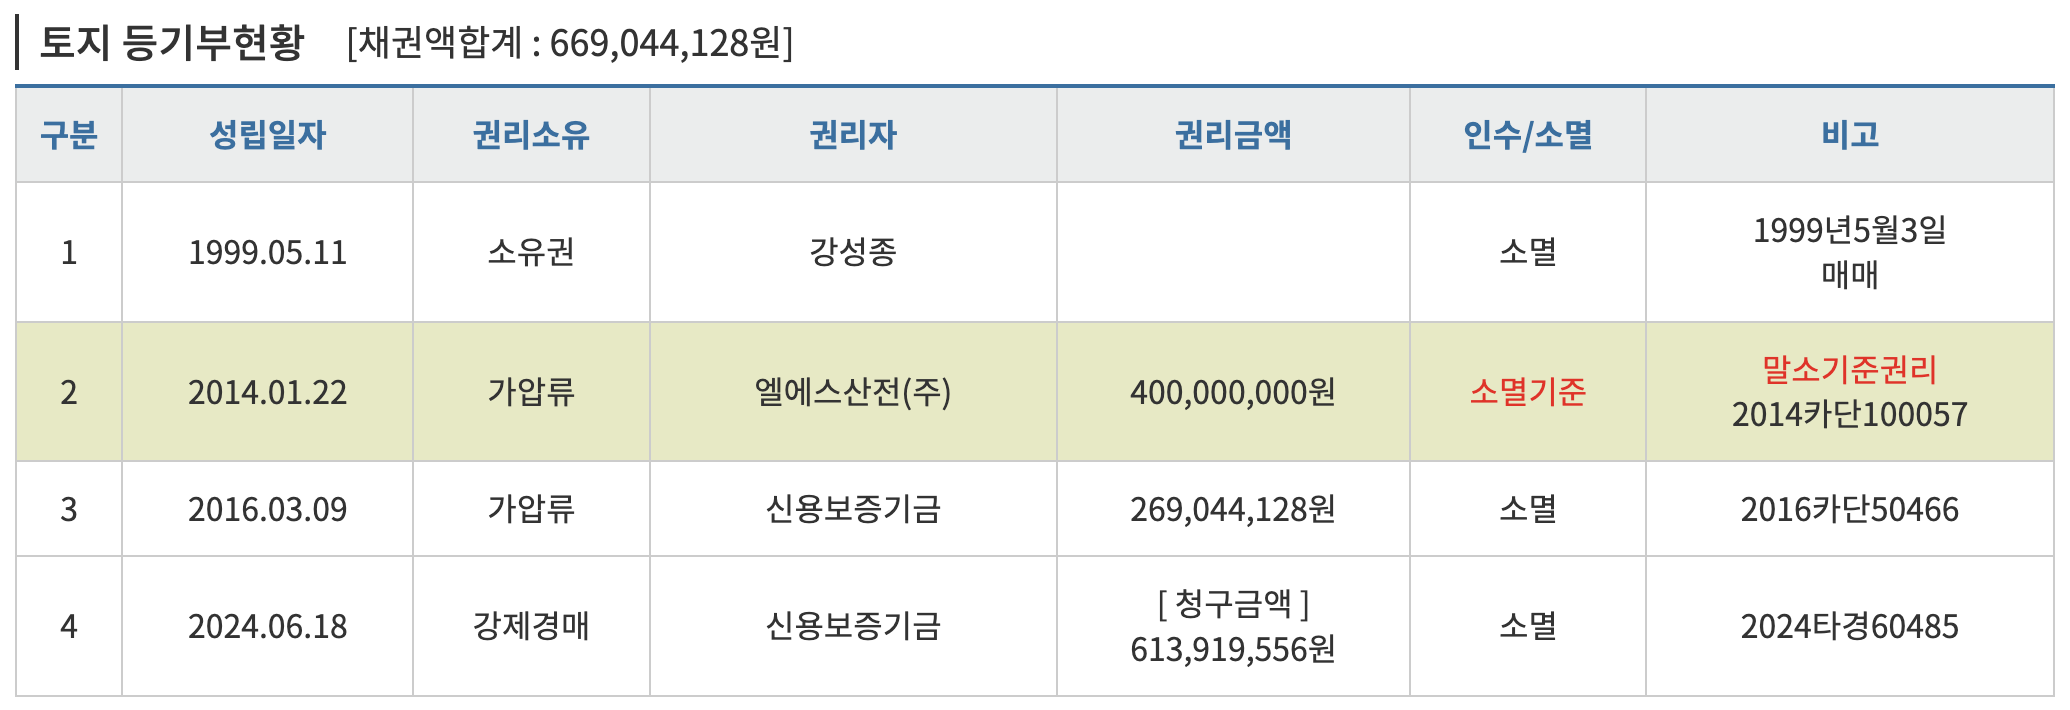 토지 등기부현황 [채권액합계 : 669,044,128원]
구분 성립일자 권리소유 권리자 권리금액 인수/소멸 비고
1 1999.05.11 소유권 강성종 소멸 1999년5월3일
매매
2 2014.01.22 가압류 엘에스산전(주) 400,000,000원 소멸기준 말소기준권리
2014카단100057
3 2016.03.09 가압류 신용보증기금 269,044,128원 소멸 2016카단50466
4 2024.06.18 강제경매 신용보증기금 [ 청구금액 ]
613,919,556원 소멸 2024타경60485